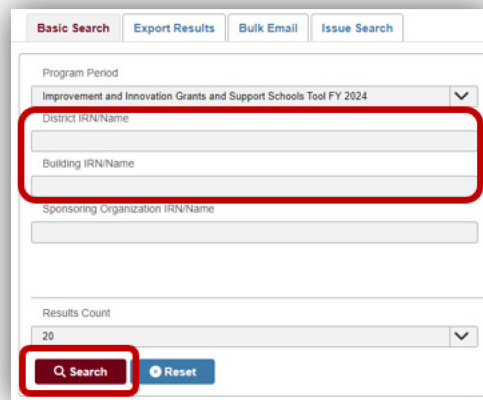 Basic Search Export Results Bulk Email Issue Search
Program Period
Improvement and Innovation Grants and Support Schools Tool FY 2024
District IRN/Name
Building IRN/Name
Sponsoring Organization IRN/Name
Results Count
20
Search Reset